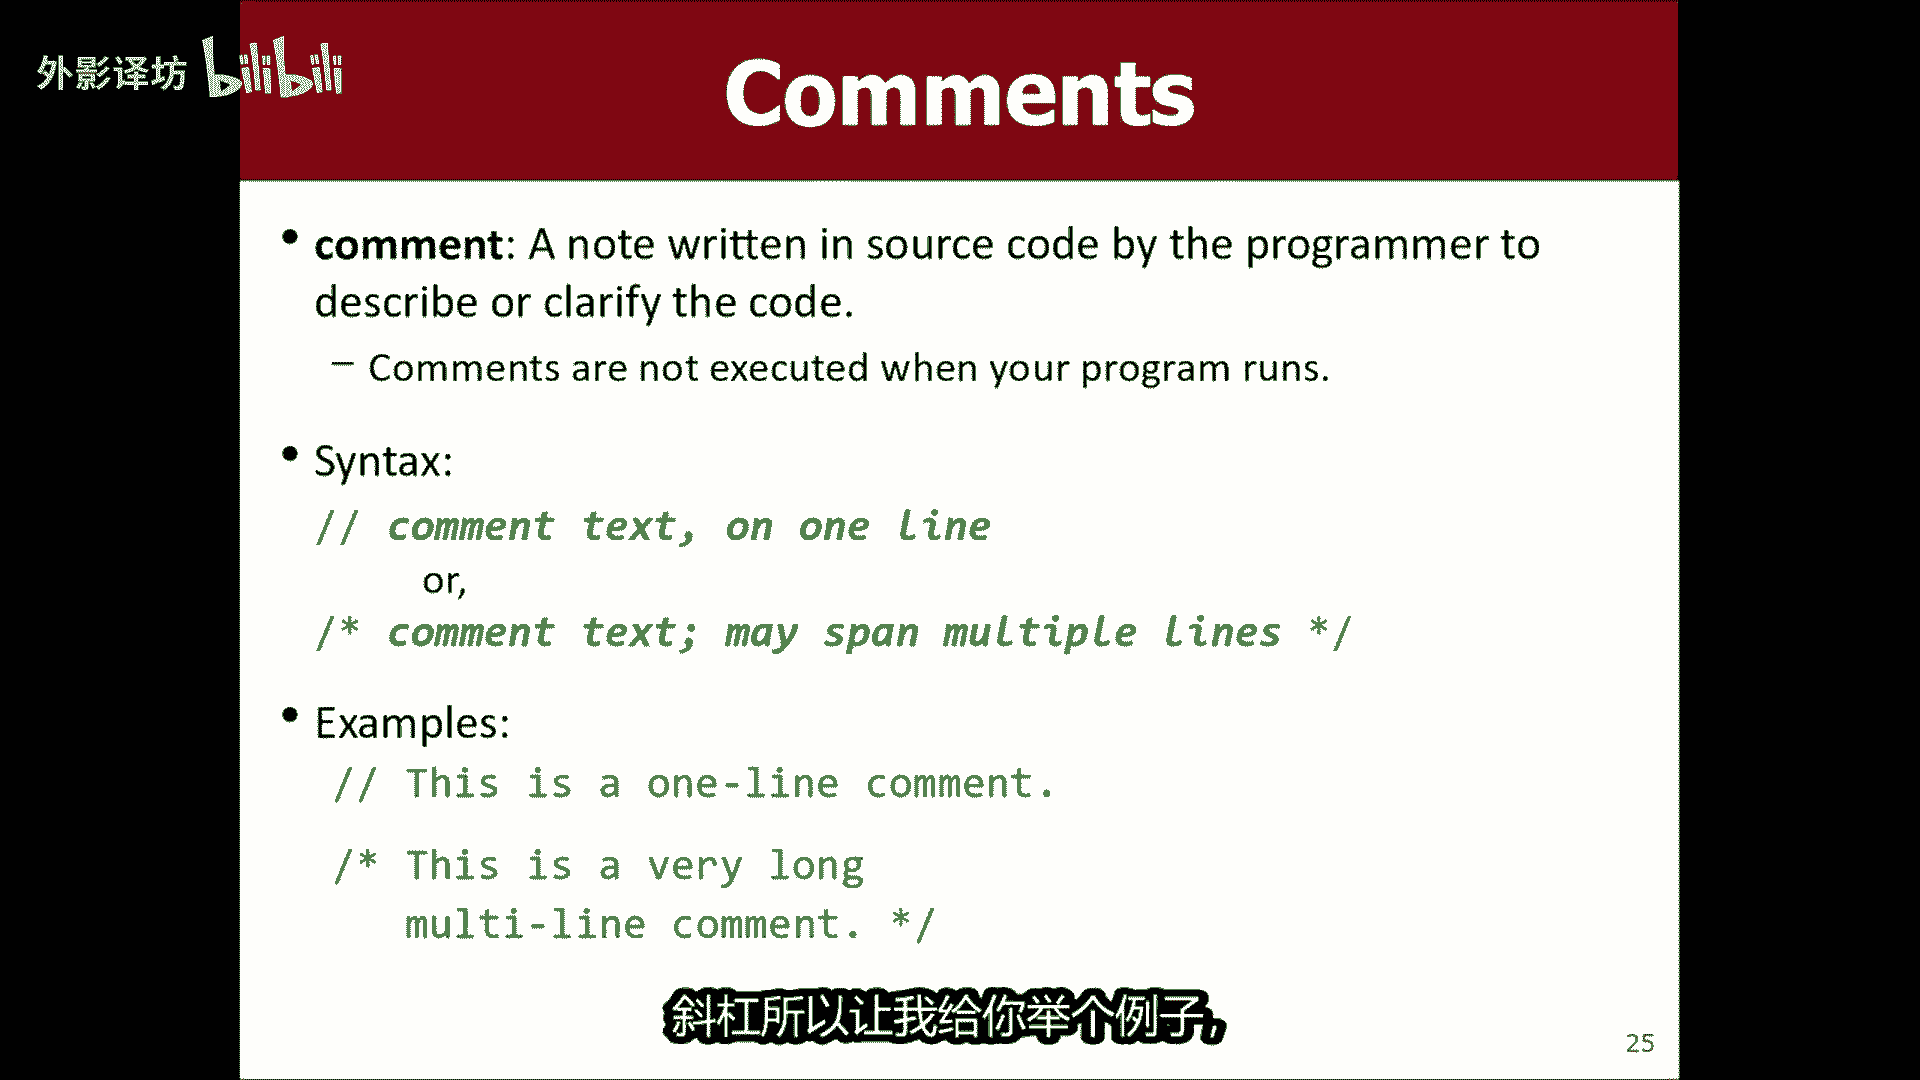 外影译坊 bilibili
Comments
• comment: A note written in source code by the programmer to
describe or clarify the code.
– Comments are not executed when your program runs.
• Syntax:
// comment text, on one line
or,
/* comment text; may span multiple lines */
• Examples:
// This is a one-line comment.
/* This is a very long
multi-line comment. */
斜杠所以让我给你举个例子,
25